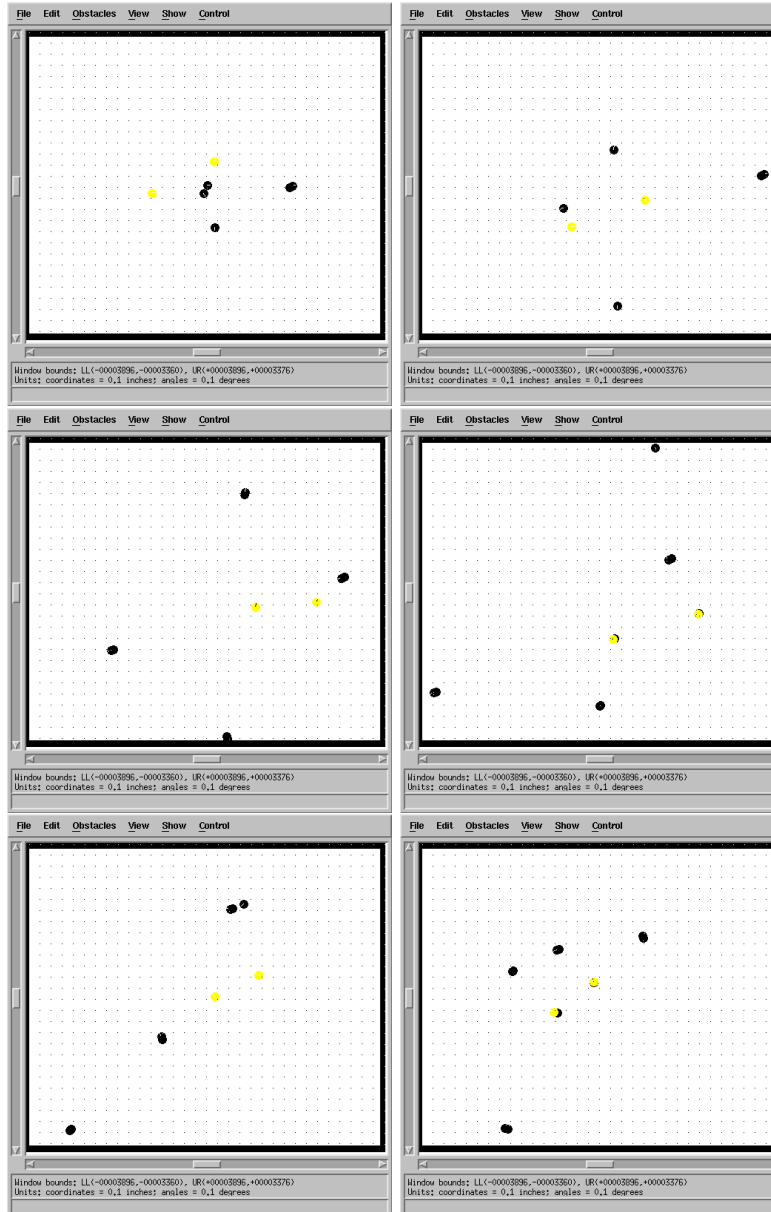 File Edit Obstacles View Show Control
Window bounds: LL(-00003896,-00003360), UR(+00003896,+00003376)
Units: coordinates = 0.1 inches; angles = 0.1 degrees
File Edit Obstacles View Show Control
Window bounds: LL(-00003896,-00003360), UR(+00003896,+00003376)
Units: coordinates = 0.1 inches; angles = 0.1 degrees
File Edit Obstacles View Show Control
Window bounds: LL(-00003896,-00003360), UR(+00003896,+00003376)
Units: coordinates = 0.1 inches; angles = 0.1 degrees
File Edit Obstacles View Show Control
Window bounds: LL(-00003896,-00003360), UR(+00003896,+00003376)
Units: coordinates = 0.1 inches; angles = 0.1 degrees
File Edit Obstacles View Show Control
Window bounds: LL(-00003896,-00003360), UR(+00003896,+00003376)
Units: coordinates = 0.1 inches; angles = 0.1 degrees
File Edit Obstacles View Show Control
Window bounds: LL(-00003896,-00003360), UR(+00003896,+00003376)
Units: coordinates = 0.1 inches; angles = 0.1 degrees